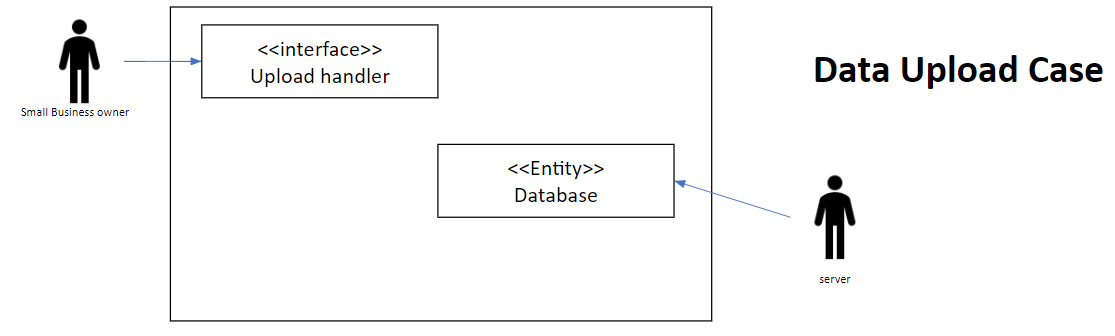 <<interface>>
Upload handler
Data Upload Case
Small Business owner
<<Entity>>
Database
server